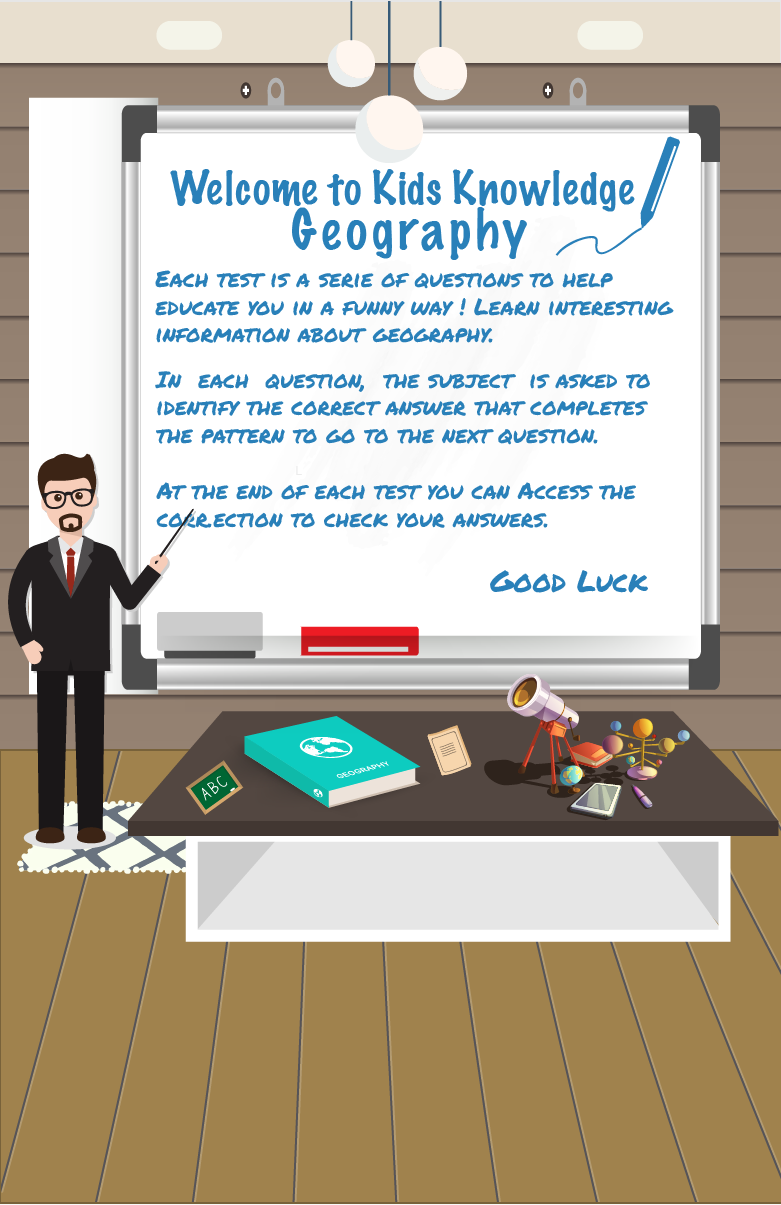 Welcome to Kids Knowledge
Geography
Each test is a serie of questions to help
educate you in a funny way ! Learn interesting
information about geography.
In each question, the subject is asked to
identify the correct answer that completes
the pattern to go to the next question.
At the end of each test you can Access the
corr.ection to check your answers.
Good Luck
GEOGRAPHY
ABC